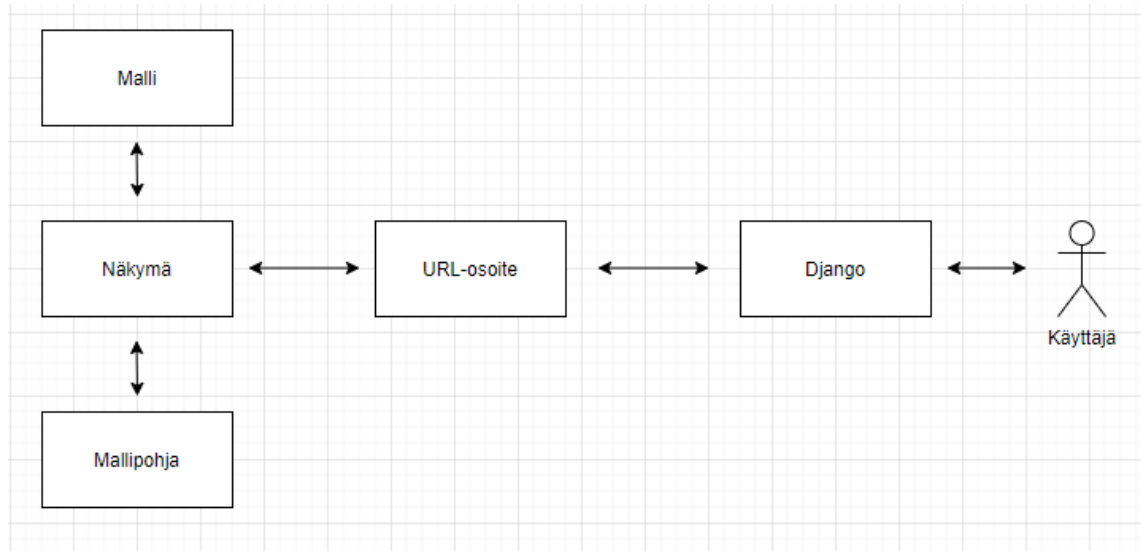 Malli
Näkymä
URL-osoite
Django
Käyttäjä
Mallipohja